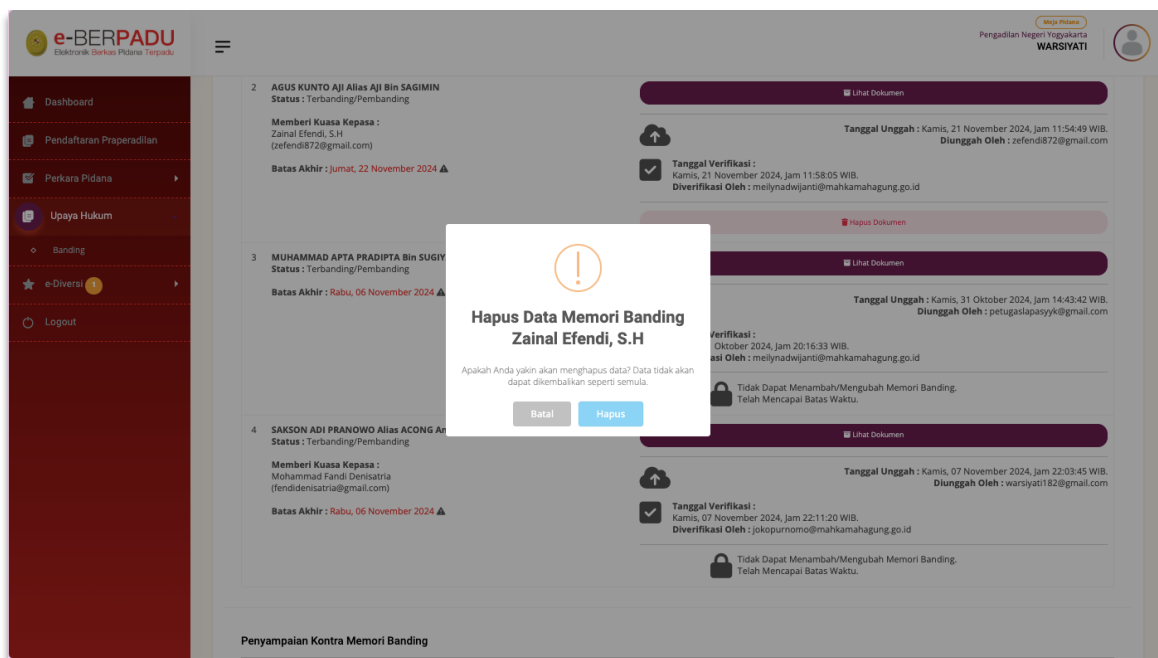 e-BERPADU
Elektronik Berkas Pidana Terpadu
Meja Pidana
Pengadilan Negeri Yogyakarta
WARSIYATI
Dashboard
Pendaftaran Praperadilan
Perkara Pidana
Upaya Hukum
Banding
e-Diversi 1
Logout
2 AGUS KUNTO AJI Alias AJI Bin SAGIMIN
Status : Terbanding/Pembanding
Memberi Kuasa Kepasa :
Zainal Efendi, S.H
(zefendi872@gmail.com)
Batas Akhir : Jumat, 22 November 2024
Lihat Dokumen
Tanggal Unggah : Kamis, 21 November 2024, Jam 11:54:49 WIB.
Diunggah Oleh : zefendi872@gmail.com
Tanggal Verifikasi :
Kamis, 21 November 2024, Jam 11:58:05 WIB.
Diverifikasi Oleh : meilynadwijanti@mahkamahagung.go.id
Hapus Dokumen
3 MUHAMMAD APTA PRADIPTA Bin SUGIY
Status : Terbanding/Pembanding
Batas Akhir : Rabu, 06 November 2024
Lihat Dokumen
Tanggal Unggah : Kamis, 31 Oktober 2024, Jam 14:43:42 WIB.
Diunggah Oleh : petugaslapasyyk@gmail.com
Verifikasi :
Oktober 2024, Jam 20:16:33 WIB.
asi Oleh : meilynadwijanti@mahkamahagung.go.id
Tidak Dapat Menambah/Mengubah Memori Banding.
Telah Mencapai Batas Waktu.
Hapus Data Memori Banding
Zainal Efendi, S.H
Apakah Anda yakin akan menghapus data? Data tidak akan
dapat dikembalikan seperti semula.
Batal
Hapus
4 SAKSON ADI PRANOWO Alias ACONG An
Status : Terbanding/Pembanding
Memberi Kuasa Kepasa :
Mohammad Fandi Denisatria
(fendidenisatria@gmail.com)
Batas Akhir : Rabu, 06 November 2024
Lihat Dokumen
Tanggal Unggah : Kamis, 07 November 2024, Jam 22:03:45 WIB.
Diunggah Oleh : warsiyati182@gmail.com
Tanggal Verifikasi :
Kamis, 07 November 2024, Jam 22:11:20 WIB.
Diverifikasi Oleh : jokopurnomo@mahkamahagung.go.id
Tidak Dapat Menambah/Mengubah Memori Banding.
Telah Mencapai Batas Waktu.
Penyampaian Kontra Memori Banding